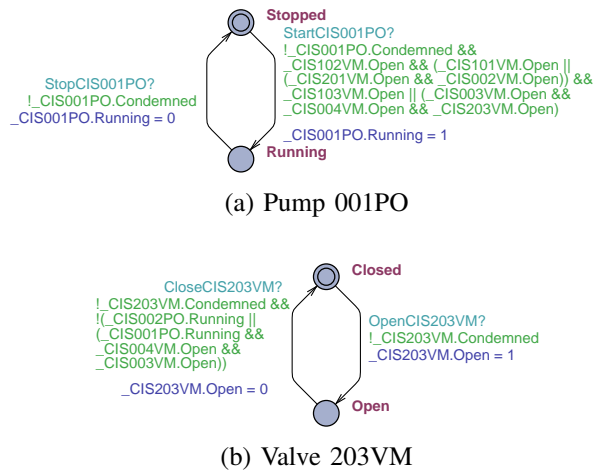 Stopped
StartCIS001PO?
!_CIS001PO.Condemned &&
_CIS102VM.Open && (_CIS101VM.Open ||
(_CIS201VM.Open && _CIS002VM.Open)) &&
_CIS103VM.Open || (_CIS003VM.Open &&
_CIS004VM.Open && _CIS203VM.Open)
_CIS001PO.Running = 1
StopCIS001PO?
!_CIS001PO.Condemned
_CIS001PO.Running = 0
Running
(a) Pump 001PO
Closed
CloseCIS203VM?
!_CIS203VM.Condemned &&
!(_CIS002PO.Running ||
(_CIS001PO.Running &&
_CIS004VM.Open &&
_CIS003VM.Open))
_CIS203VM.Open = 0
OpenCIS203VM?
!_CIS203VM.Condemned
_CIS203VM.Open = 1
Open
(b) Valve 203VM